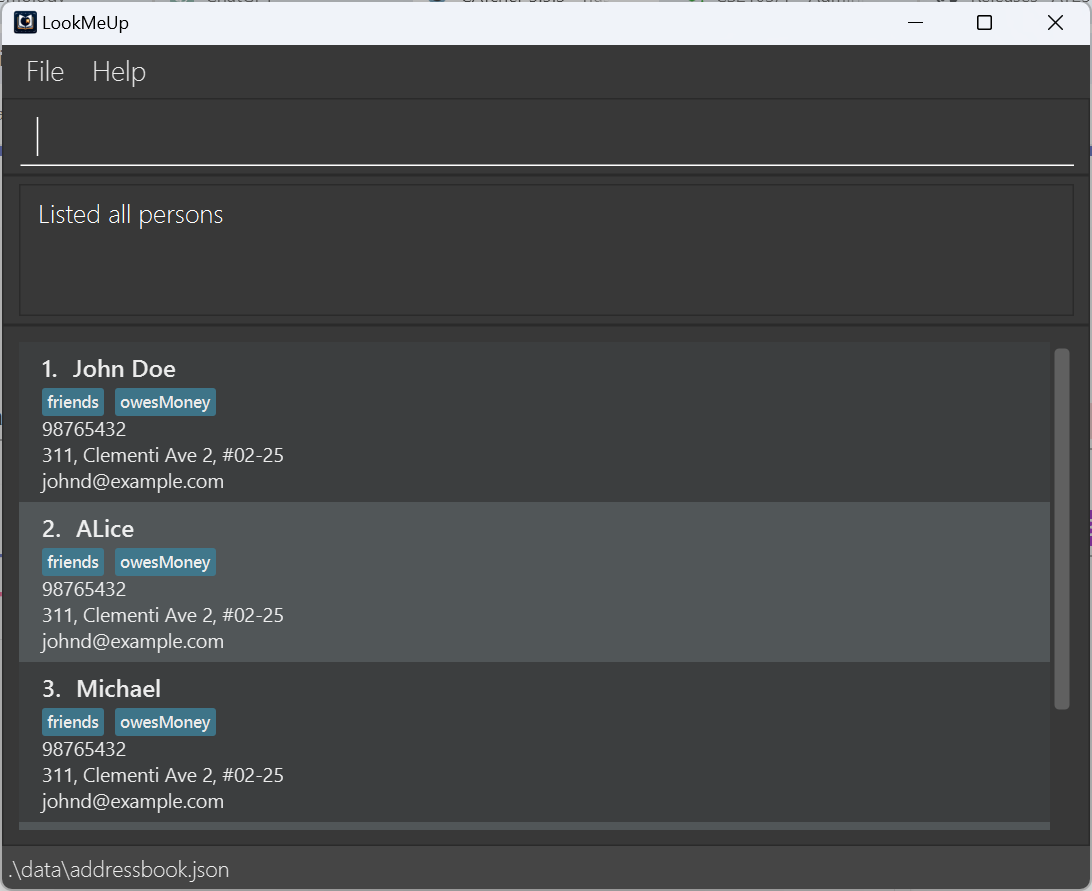 LookMeUp
File Help
Listed all persons
1. John Doe
friends owesMoney
98765432
311, Clementi Ave 2, #02-25
johnd@example.com
2. ALice
friends owesMoney
98765432
311, Clementi Ave 2, #02-25
johnd@example.com
3. Michael
friends owesMoney
98765432
311, Clementi Ave 2, #02-25
johnd@example.com
.\data\addressbook.json